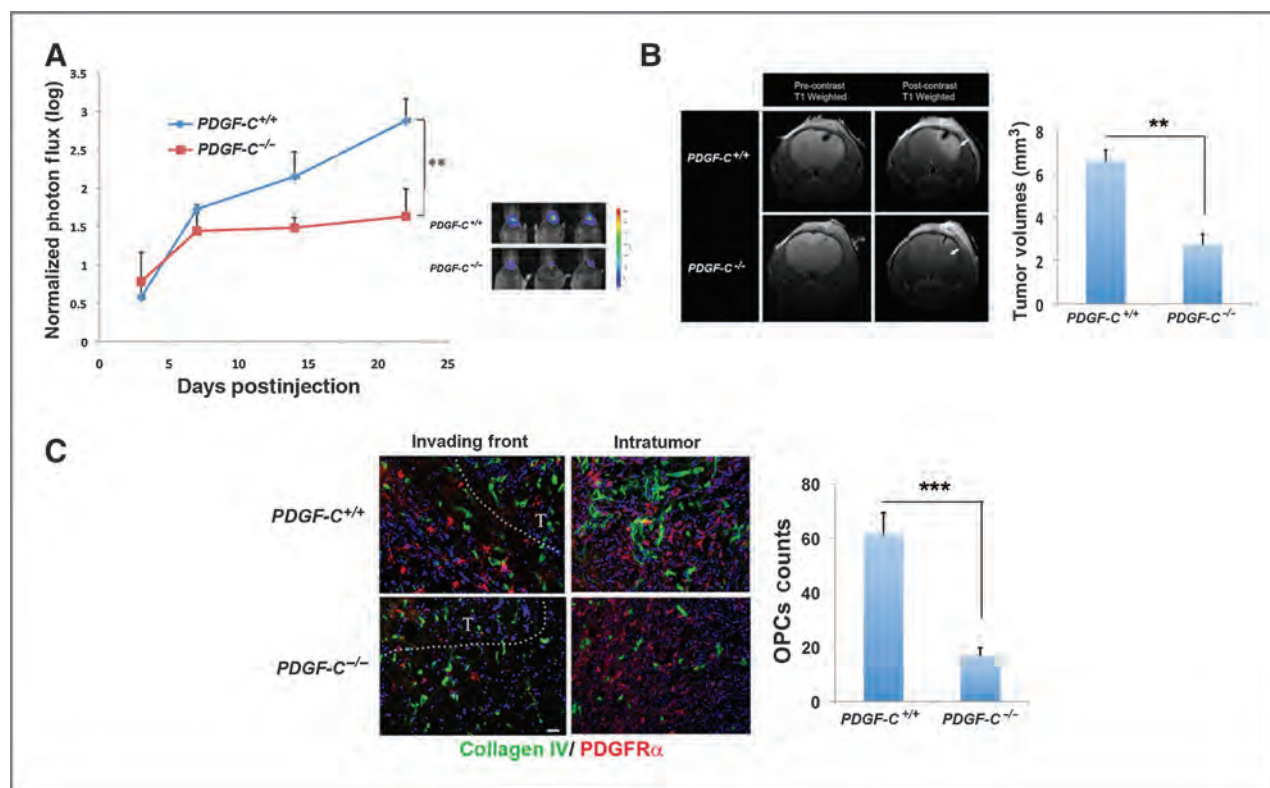 A
Normalized photon flux (log)
3.5
3
2.5
2
1.5
1
0.5
0
0 5 10 15 20 25
Days postinjection
PDGF-C+/+
PDGF-C−/−
**
PDGF-C+/+
PDGF-C−/−
B
Pre-contrast
T1 Weighted
Post-contrast
T1 Weighted
PDGF-C+/+
PDGF-C-/-
Tumor volumes (mm3)
8
6
4
2
0
**
PDGF-C+/+ PDGF-C−/−
C
Invading front Intratumor
PDGF-C+/+
T
PDGF-C−/−
T
Collagen IV/ PDGFRα
OPCs counts
80
60
40
20
0
***
PDGF-C+/+ PDGF-C−/−